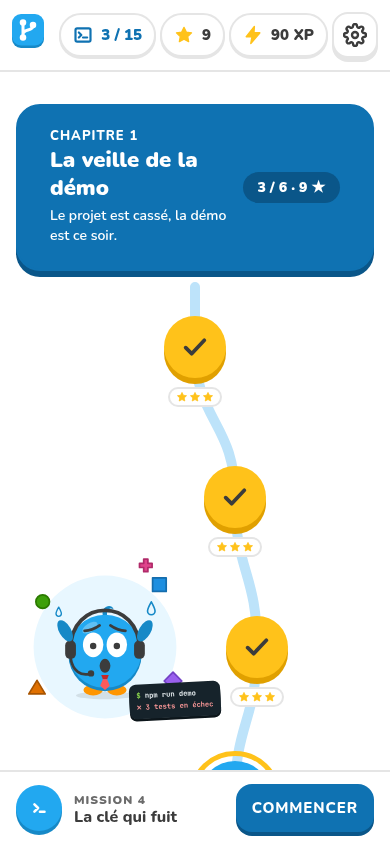 3 / 15
9
90 XP
CHAPITRE 1
La veille de la
démo
Le projet est cassé, la démo
est ce soir.
3 / 6 · 9 ★
$ npm run demo
× 3 tests en échec
MISSION 4
La clé qui fuit
COMMENCER